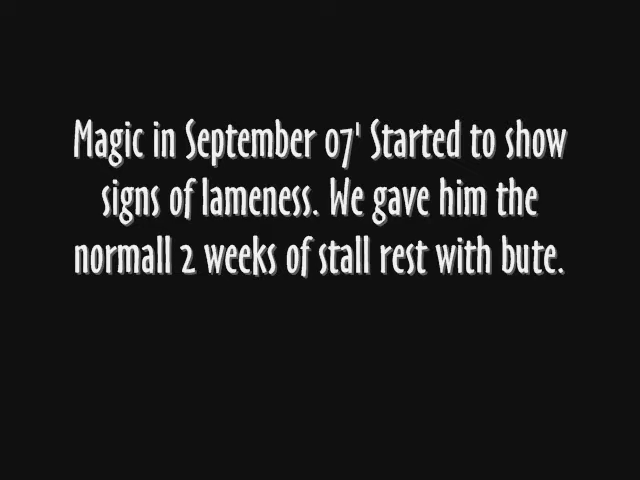 Magic in September 07' Started to show
signs of lameness. We gave him the
normall 2 weeks of stall rest with bute.